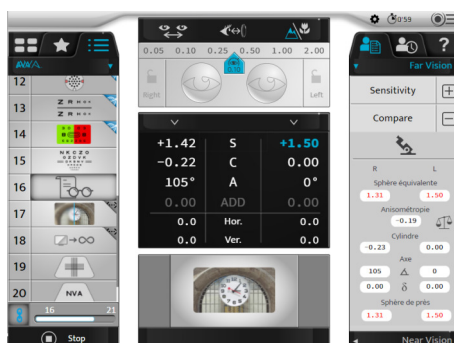 0:59
AVA
12
13
Z R H O C
Z R H O C
14
15
N K C Z O
O Z D V K
16
17
18
→∞
19
20
NVA
16
21
Stop
0.05 0.10 0.25 0.50 1.00 2.00
0.10
Right
Left
+1.42 S +1.50
−0.22 C 0.00
105° A 0°
0.00 ADD 0.00
0.0 Hor. 0.0
0.0 Ver. 0.0
?
Far Vision
Sensitivity +
Compare −
R L
Sphère équivalente
1.31 1.50
Anisométropie
−0.19
Cylindre
−0.23 0.00
Axe
105 ∡ 0
0.00 δ 0.00
Sphère de près
1.31 1.50
Near Vision